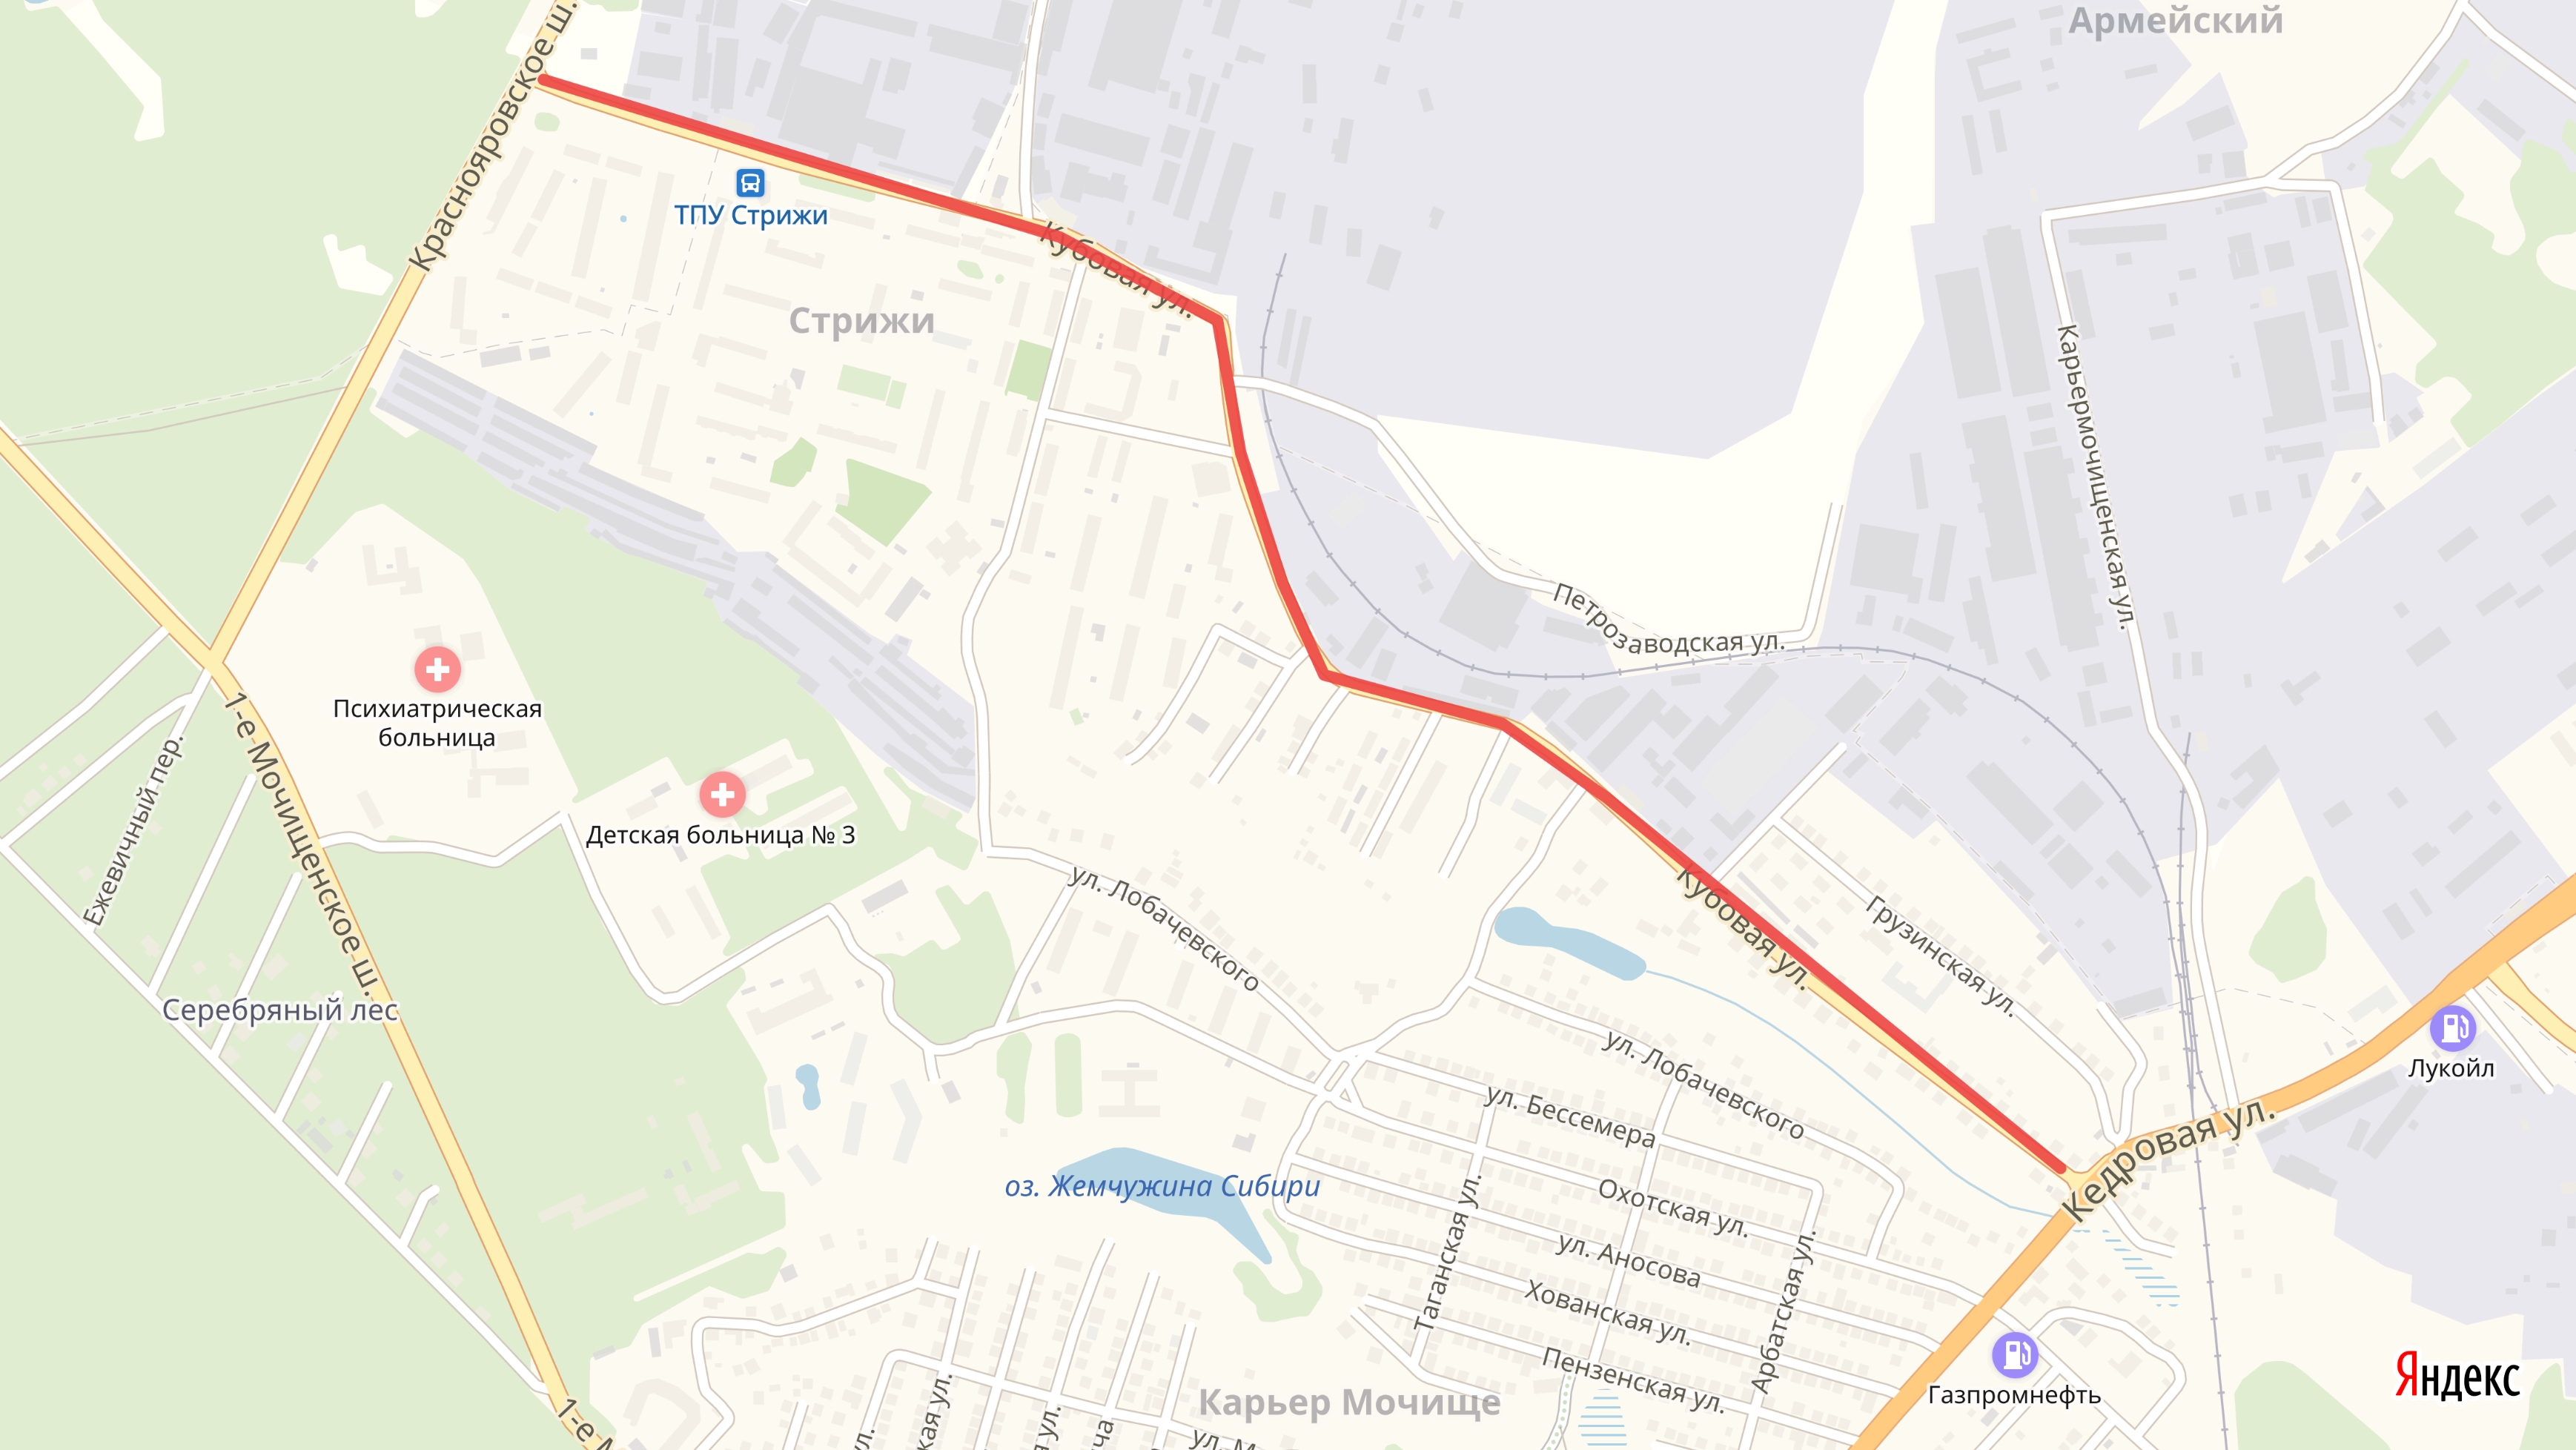 Армейский
Краснояровское ш.
ТПУ Стрижи
Кубовая ул.
Стрижи
Карьермочищенская ул.
Петрозаводская ул.
Психиатрическая
больница
1-е Мочищенское ш.
Ежевичный пер.
Детская больница № 3
ул. Лобачевского
Кубовая ул.
Грузинская ул.
Серебряный лес
Лукойл
ул. Лобачевского
ул. Бессемера
Кедровая ул.
оз. Жемчужина Сибири
Охотская ул.
Таганская ул.
ул. Аносова
Арбатская ул.
Хованская ул.
Пензенская ул.
Газпромнефть
Яндекс
Карьер Мочище